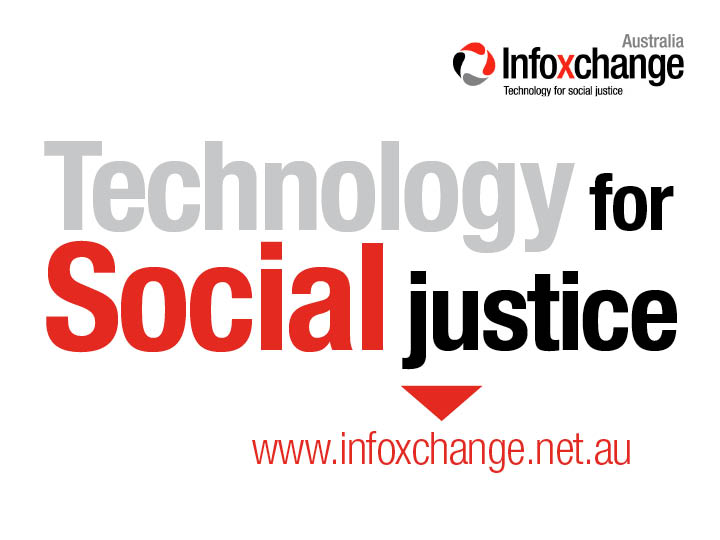 Australia
Infoxchange
Technology for social justice
Technology for
Social justice
www.infoxchange.net.au